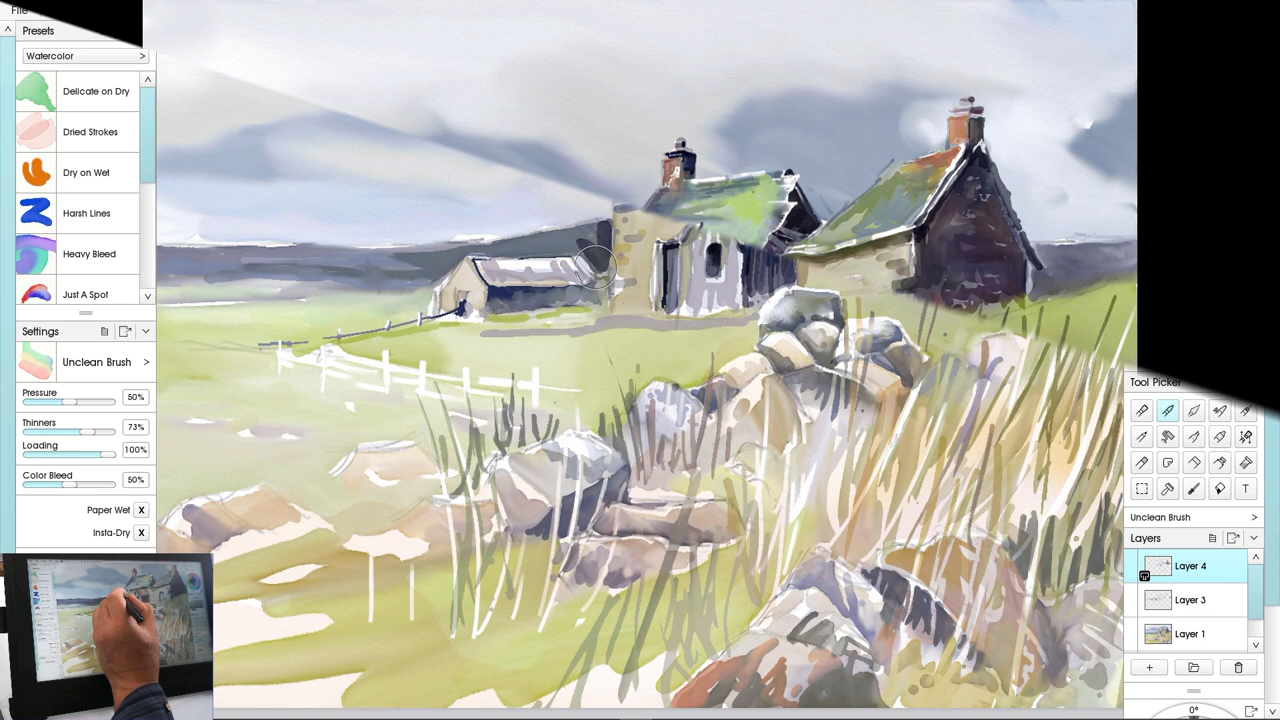 File
Presets
Watercolor >
Delicate on Dry
Dried Strokes
Dry on Wet
Harsh Lines
Heavy Bleed
Just A Spot
Settings
Unclean Brush >
Pressure
50%
Thinners
73%
Loading
100%
Color Bleed
50%
Paper Wet X
Insta-Dry X
Tool Picker
T
Unclean Brush >
Layers
Layer 4
Layer 3
Layer 1
+
0°